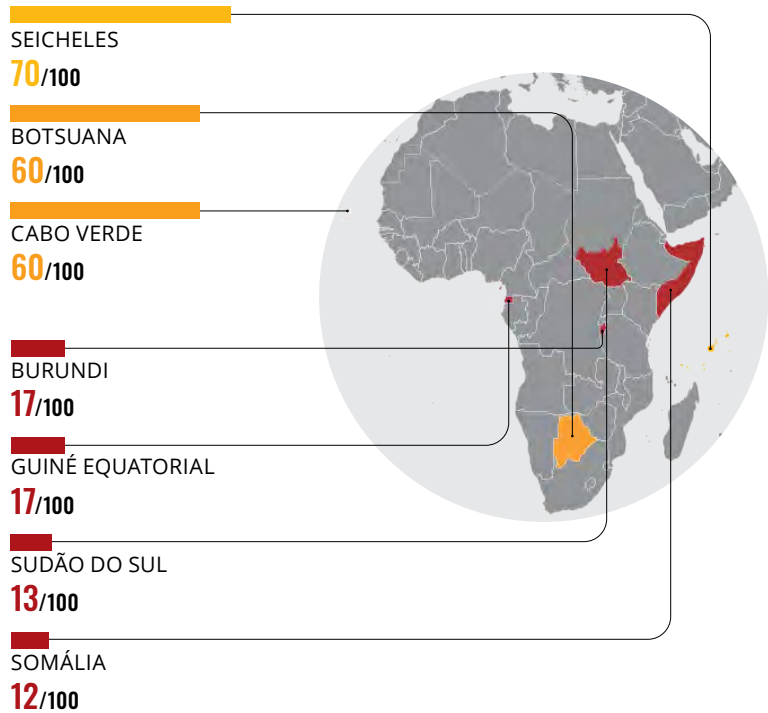 SEICHELES
70/100
BOTSUANA
60/100
CABO VERDE
60/100
BURUNDI
17/100
GUINÉ EQUATORIAL
17/100
SUDÃO DO SUL
13/100
SOMÁLIA
12/100